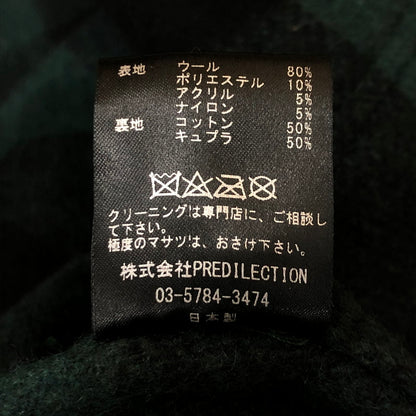 表地 ウール 80%
ポリエステル 10%
アクリル 5%
ナイロン 5%
裏地 コットン 50%
キュプラ 50%
クリーニングは専門店に、ご相談し
て下さい。
極度のマサツは、おさけ下さい。
株式会社PREDILECTION
03-5784-3474
日本製